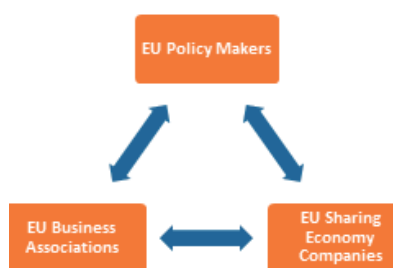 EU Policy Makers
EU Business
Associations
EU Sharing
Economy
Companies